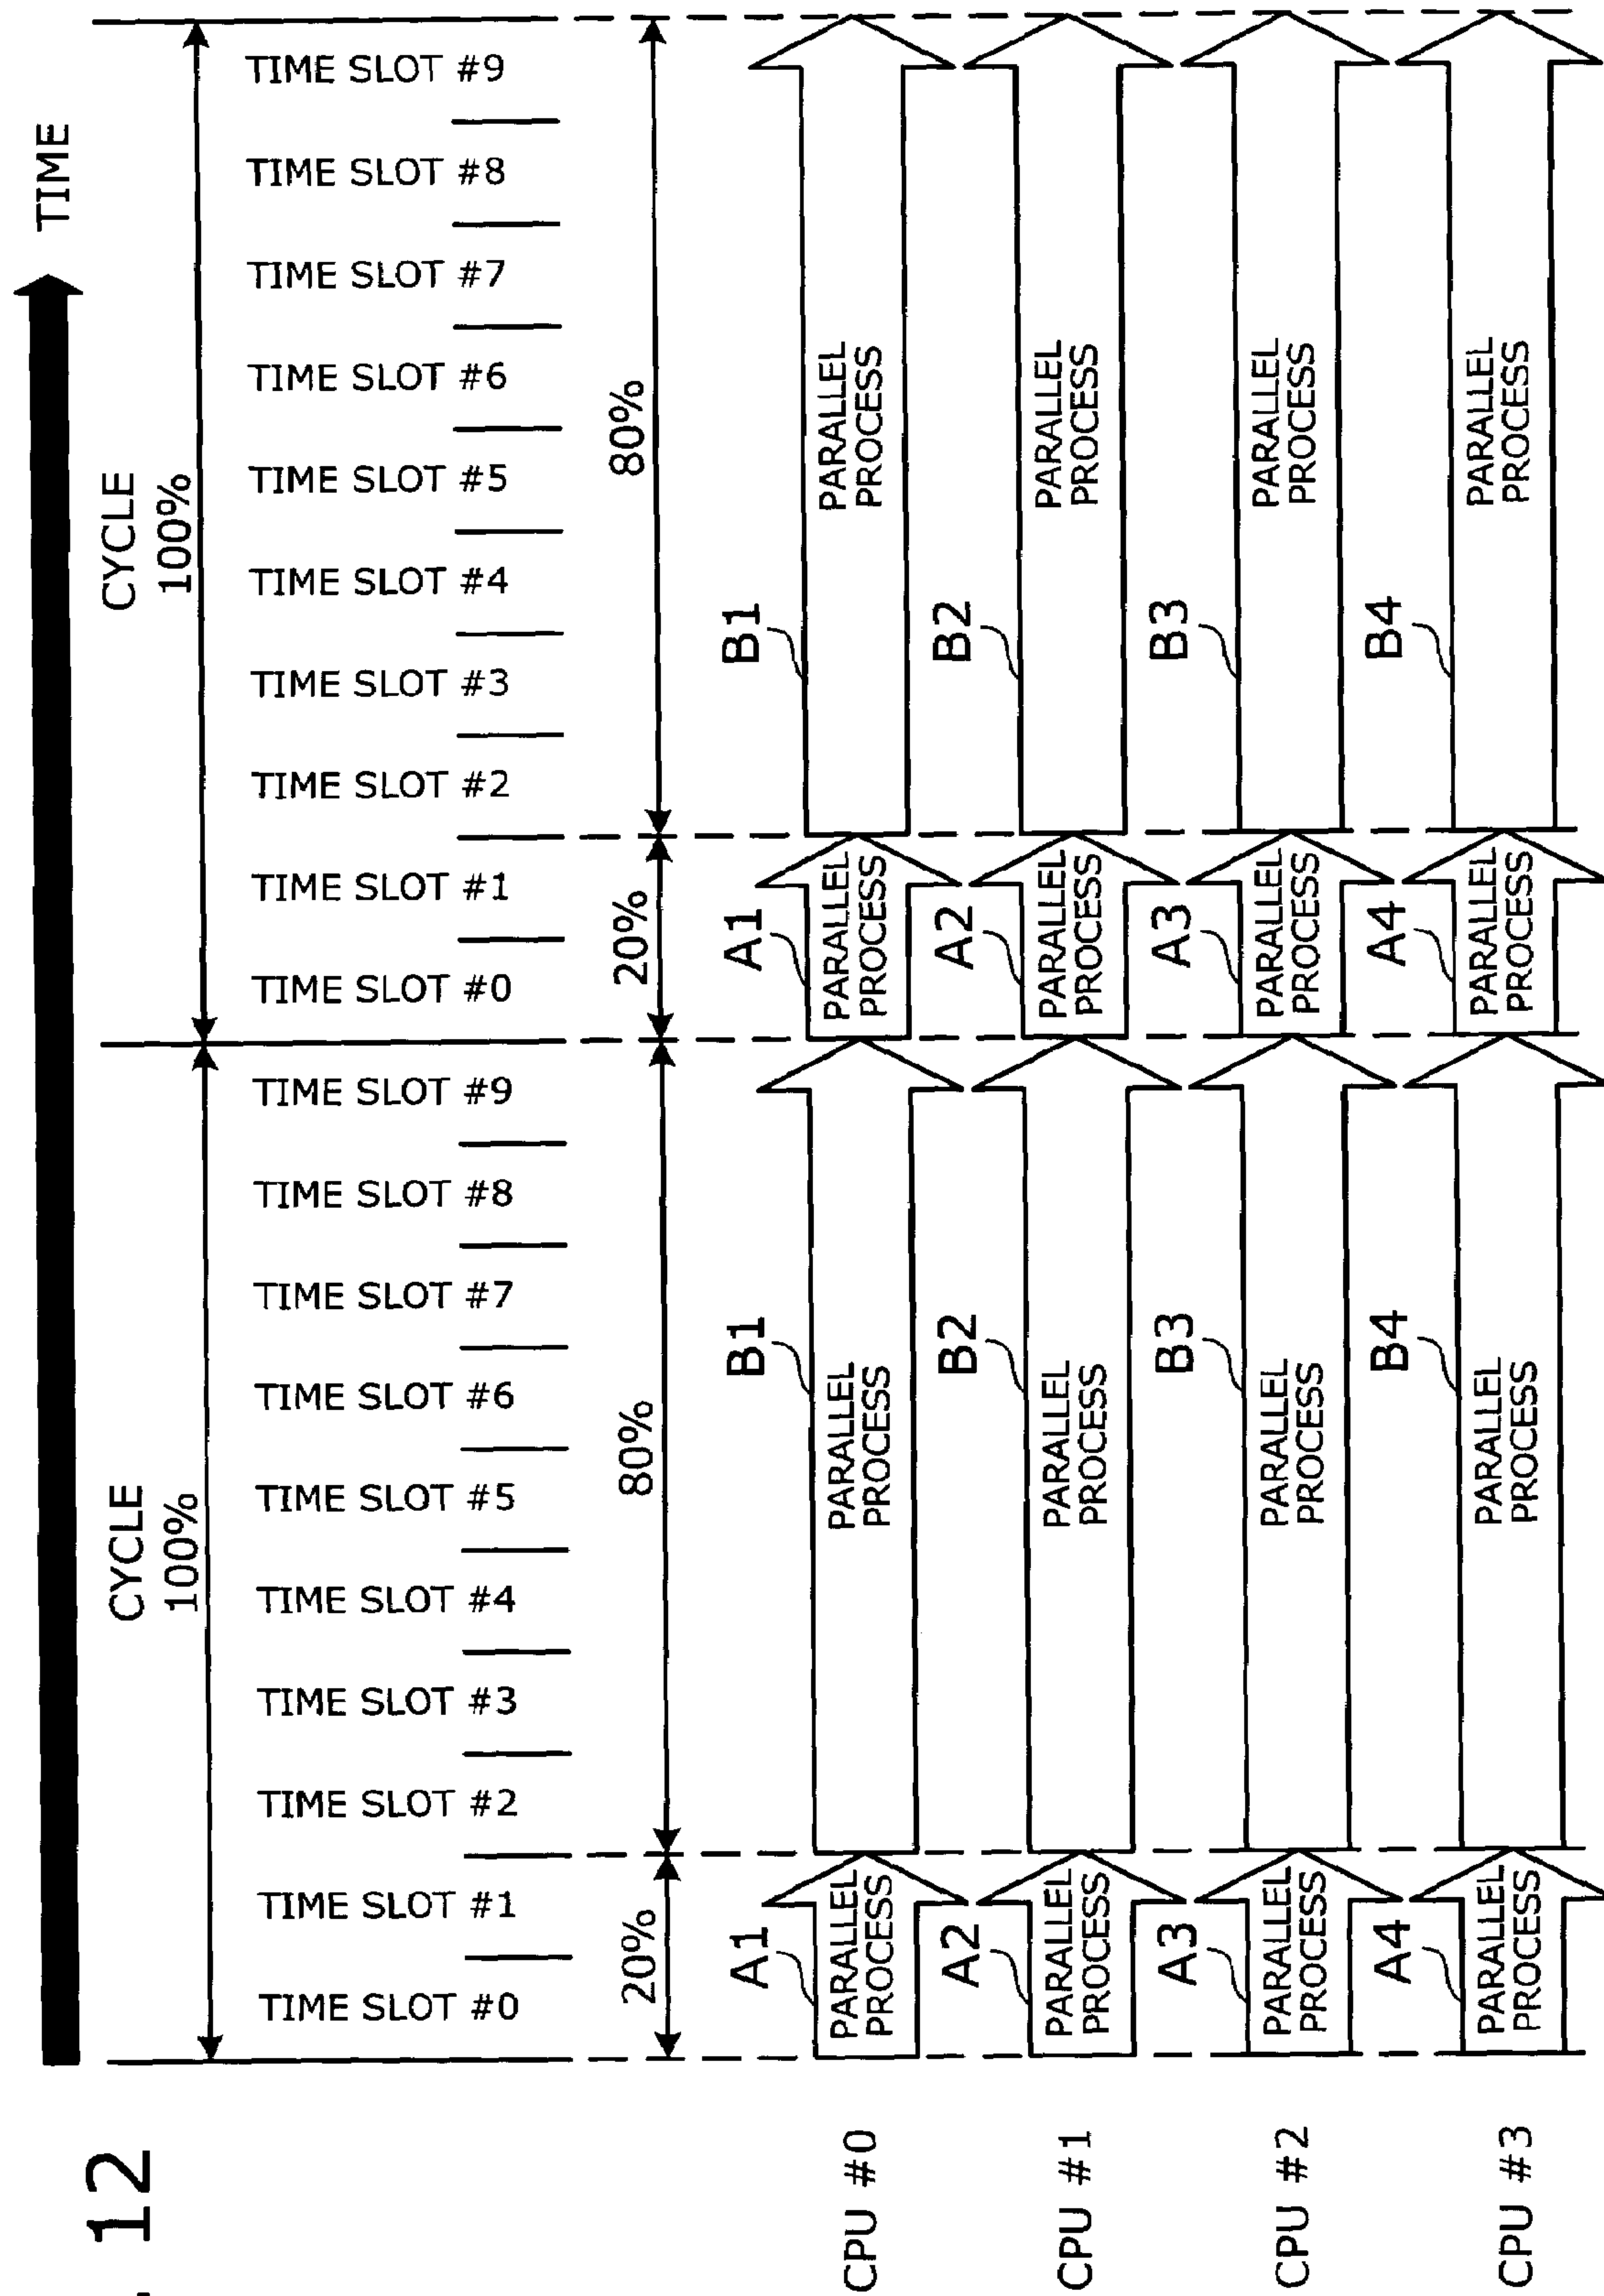 . 12
TIME
CYCLE
100%
CYCLE
100%
TIME SLOT #0
TIME SLOT #1
TIME SLOT #2
TIME SLOT #3
TIME SLOT #4
TIME SLOT #5
TIME SLOT #6
TIME SLOT #7
TIME SLOT #8
TIME SLOT #9
TIME SLOT #0
TIME SLOT #1
TIME SLOT #2
TIME SLOT #3
TIME SLOT #4
TIME SLOT #5
TIME SLOT #6
TIME SLOT #7
TIME SLOT #8
TIME SLOT #9
20%
80%
20%
80%
CPU #0
A1
PARALLEL
PROCESS
B1
PARALLEL
PROCESS
A1
PARALLEL
PROCESS
B1
PARALLEL
PROCESS
CPU #1
A2
PARALLEL
PROCESS
B2
PARALLEL
PROCESS
A2
PARALLEL
PROCESS
B2
PARALLEL
PROCESS
CPU #2
A3
PARALLEL
PROCESS
B3
PARALLEL
PROCESS
A3
PARALLEL
PROCESS
B3
PARALLEL
PROCESS
CPU #3
A4
PARALLEL
PROCESS
B4
PARALLEL
PROCESS
A4
PARALLEL
PROCESS
B4
PARALLEL
PROCESS